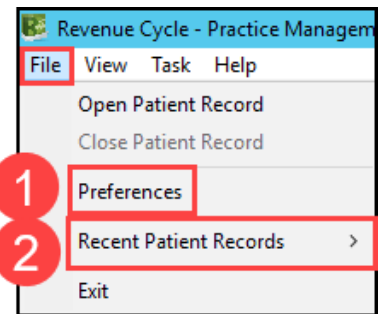 Revenue Cycle - Practice Managem
File View Task Help
Open Patient Record
Close Patient Record
1 Preferences
2 Recent Patient Records >
Exit